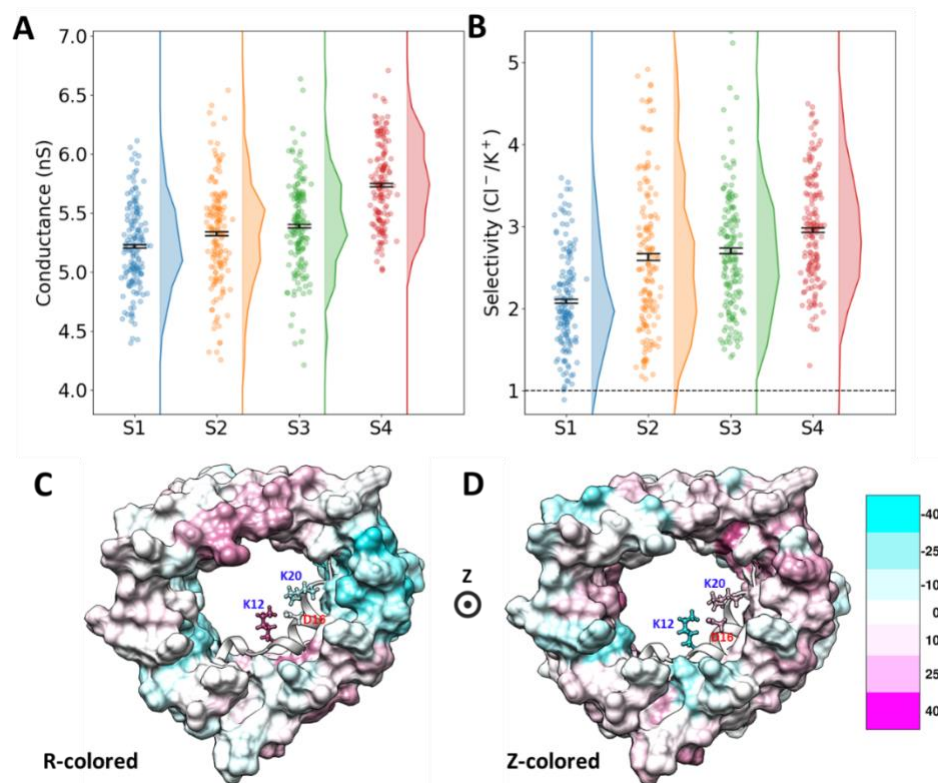 A
7.0
6.5
6.0
5.5
5.0
4.5
4.0
Conductance (nS)
S1 S2 S3 S4
B
5
4
3
2
1
Selectivity (Cl⁻/K⁺)
S1 S2 S3 S4
C
K20
K12
D16
R-colored
D
K20
K12
D16
Z-colored
Z
-40
-25
-10
0
10
25
40